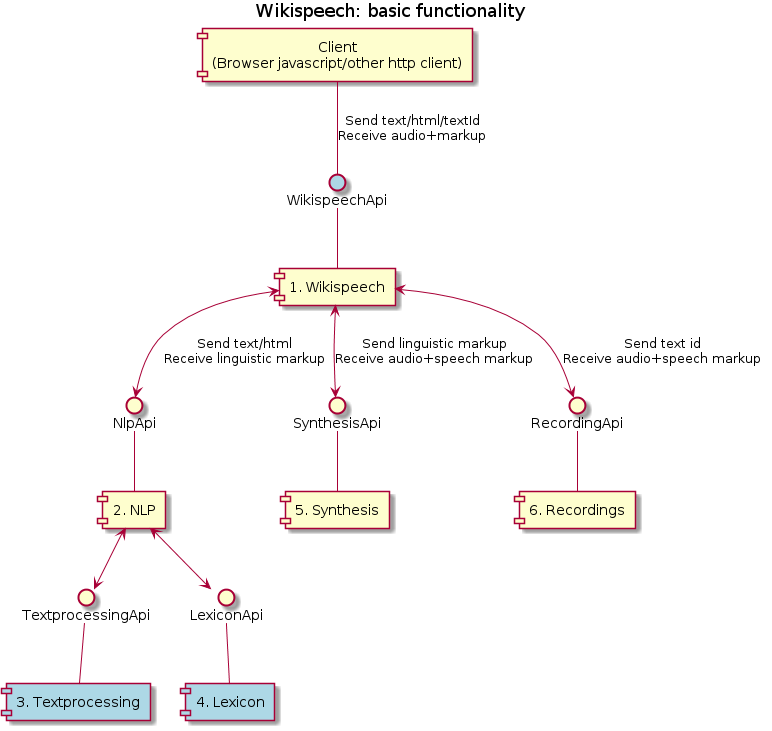 Wikispeech: basic functionality
Client
(Browser javascript/other http client)
Send text/html/textId
Receive audio+markup
WikispeechApi
1. Wikispeech
Send text/html
Receive linguistic markup
Send linguistic markup
Receive audio+speech markup
Send text id
Receive audio+speech markup
NlpApi
SynthesisApi
RecordingApi
2. NLP
5. Synthesis
6. Recordings
TextprocessingApi
LexiconApi
3. Textprocessing
4. Lexicon